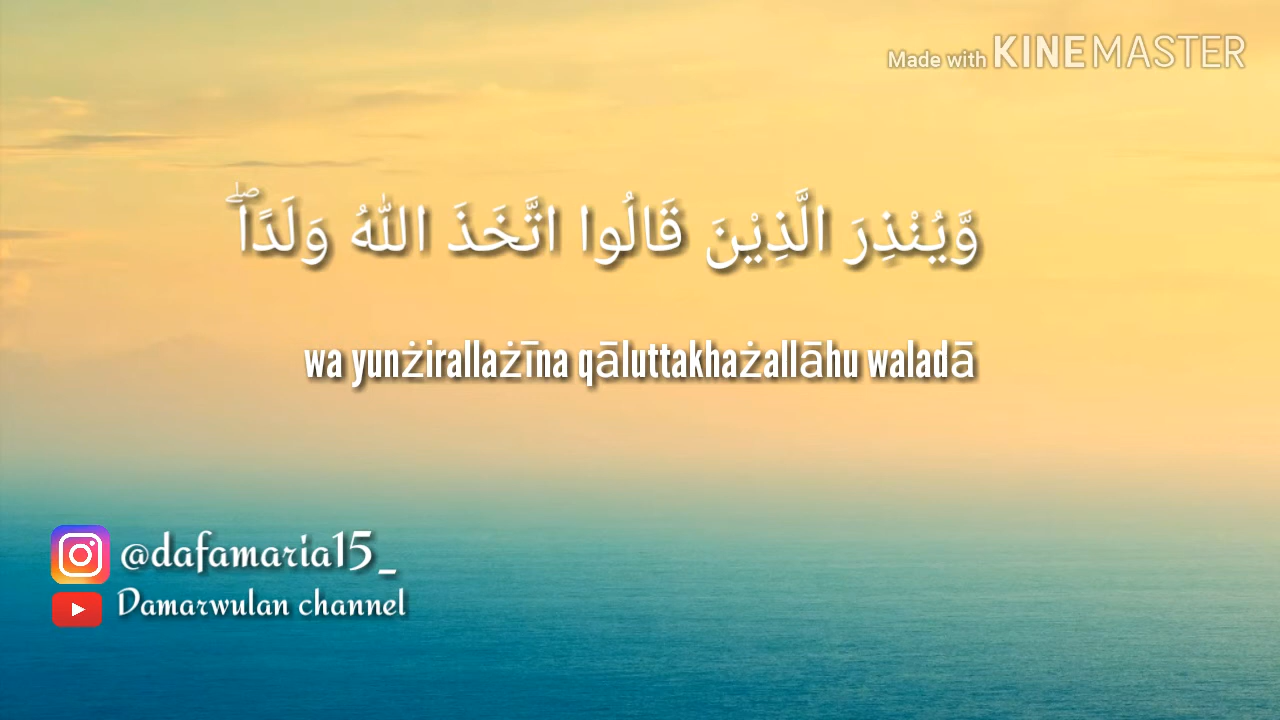 Made with KINEMASTER
وَّيُنْذِرَ الَّذِيْنَ قَالُوا اتَّخَذَ اللّٰهُ وَلَدًاۖ
wa yunżirallażīna qāluttakhażallāhu waladā
@dafamaria15_
Damarwulan channel